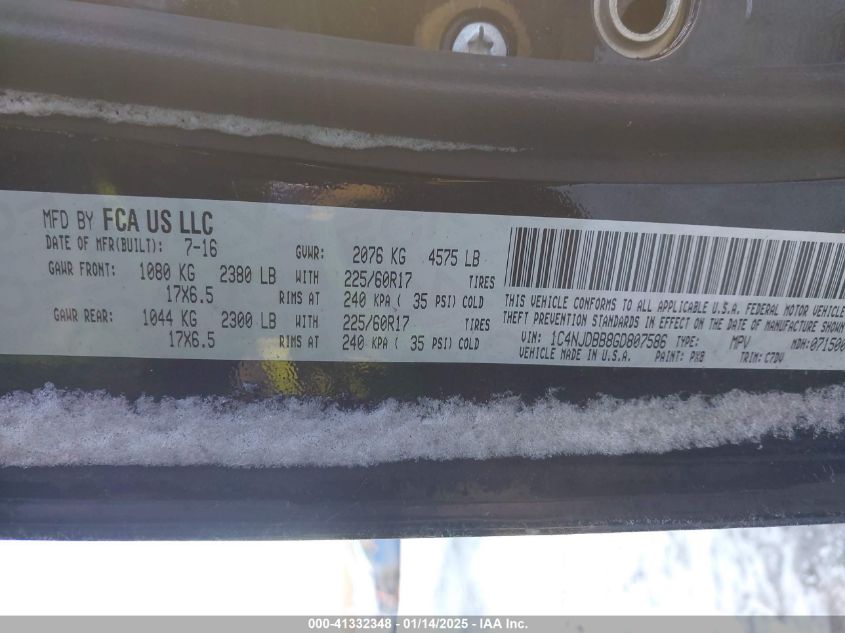 MFD BY FCA US LLC
DATE OF MFR(BUILT): 7-16 GVWR: 2076 KG 4575 LB
GAWR FRONT: 1080 KG 2380 LB WITH 225/60R17 TIRES
17X6.5 RIMS AT 240 KPA ( 35 PSI) COLD
GAWR REAR: 1044 KG 2300 LB WITH 225/60R17 TIRES
17X6.5 RIMS AT 240 KPA ( 35 PSI) COLD
THIS VEHICLE CONFORMS TO ALL APPLICABLE U.S.A. FEDERAL MOTOR VEHICLE
THEFT PREVENTION STANDARDS IN EFFECT ON THE DATE OF MANUFACTURE SHOWN
VIN: 1C4NJDBB8GD807586 TYPE: MPV MDH:071500
VEHICLE MADE IN U.S.A. PAINT: PX8 TRIM: C7DV
000-41332348 - 01/14/2025 - IAA Inc.